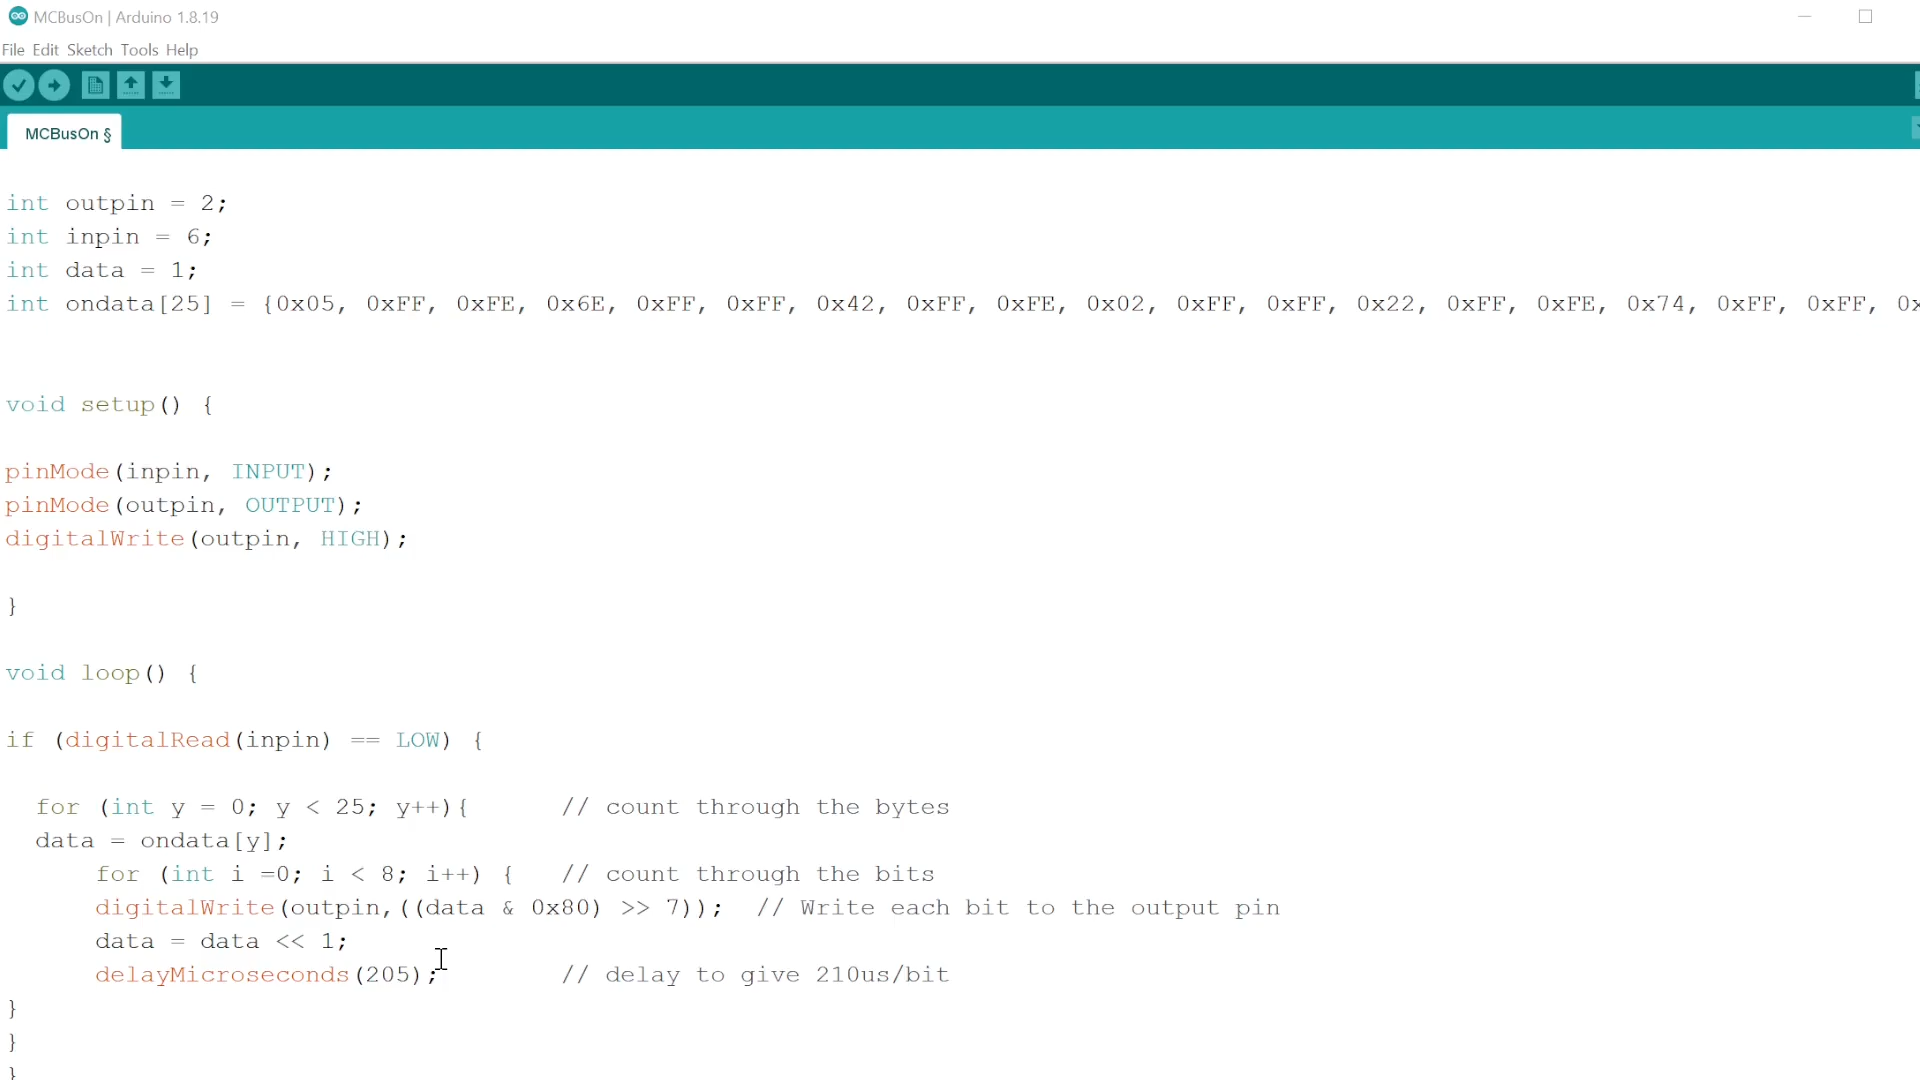 MCBusOn | Arduino 1.8.19
File Edit Sketch Tools Help
MCBusOn §
int outpin = 2;
int inpin = 6;
int data = 1;
int ondata[25] = {0x05, 0xFF, 0xFE, 0x6E, 0xFF, 0xFF, 0x42, 0xFF, 0xFE, 0x02, 0xFF, 0xFF, 0x22, 0xFF, 0xFE, 0x74, 0xFF, 0xFF,
void setup() {
pinMode(inpin, INPUT);
pinMode(outpin, OUTPUT);
digitalWrite(outpin, HIGH);
}
void loop() {
if (digitalRead(inpin) == LOW) {
for (int y = 0; y < 25; y++){ // count through the bytes
data = ondata[y];
for (int i =0; i < 8; i++) { // count through the bits
digitalWrite(outpin,((data & 0x80) >> 7)); // Write each bit to the output pin
data = data << 1;
delayMicroseconds(205); // delay to give 210us/bit
}
}
}